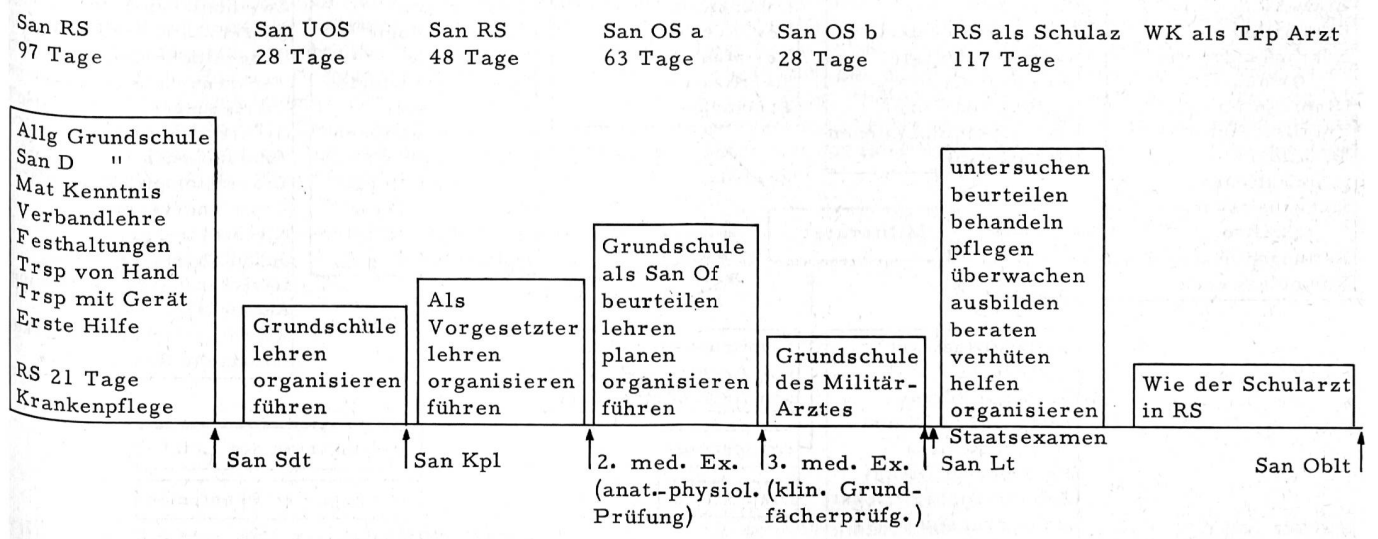 San RS
97 Tage
San UOS
28 Tage
San RS
48 Tage
San OS a
63 Tage
San OS b
28 Tage
RS als Schulaz
117 Tage
WK als Trp Arzt
Allg Grundschule
San D "
Mat Kenntnis
Verbandlehre
Festhaltungen
Trsp von Hand
Trsp mit Gerät
Erste Hilfe
RS 21 Tage
Krankenpflege
Grundschule
lehren
organisieren
führen
Als
Vorgesetzter
lehren
organisieren
führen
Grundschule
als San Of
beurteilen
lehren
planen
organisieren
führen
Grundschule
des Militär-
Arztes
untersuchen
beurteilen
behandeln
pflegen
überwachen
ausbilden
beraten
verhüten
helfen
organisieren
Staatsexamen
Wie der Schularzt
in RS
San Sdt
San Kpl
2. med. Ex.
(anat.-physiol.
Prüfung)
3. med. Ex.
(klin. Grund-
fächerprüfg.)
San Lt
San Oblt